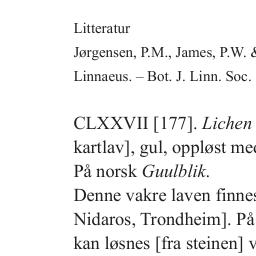 Litteratur
Jørgensen, P.M., James, P.W. &
Linnaeus. – Bot. J. Linn. Soc.
CLXXVII [177]. Lichen
kartlav], gul, oppløst med
På norsk Guulblik.
Denne vakre laven finnes
Nidaros, Trondheim]. På
kan løsnes [fra steinen] v